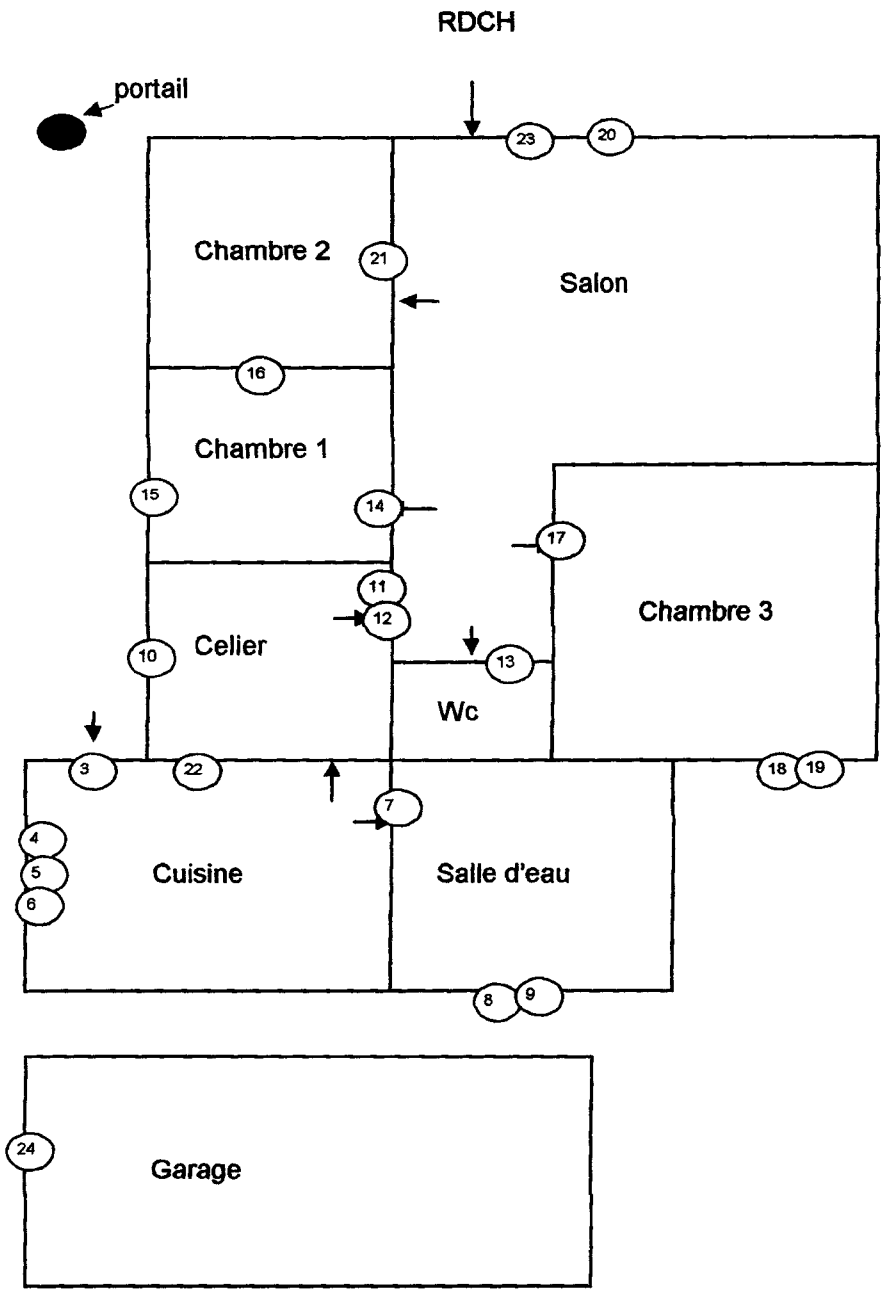 RDCH
portail
23 20
Chambre 2
21
Salon
16
Chambre 1
15
14
17
11
12
Chambre 3
10
Celier
13
Wc
3
22
18 19
7
4
5
6
Cuisine
Salle d'eau
8 9
24
Garage